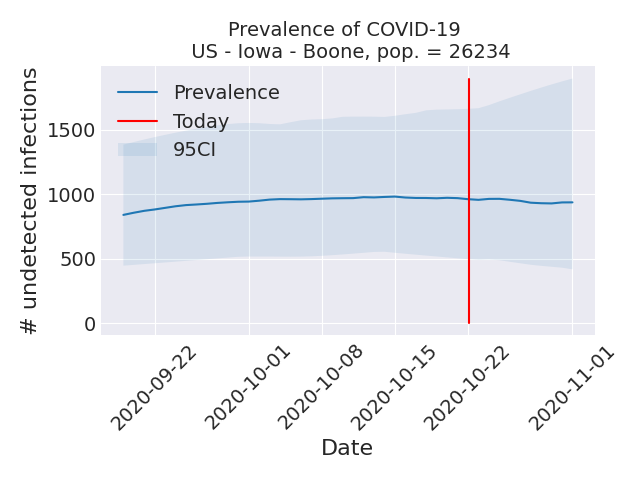 Prevalence of COVID-19
US - Iowa - Boone, pop. = 26234
# undetected infections
1500
1000
500
0
Prevalence
Today
95CI
2020-09-22
2020-10-01
2020-10-08
2020-10-15
2020-10-22
2020-11-01
Date